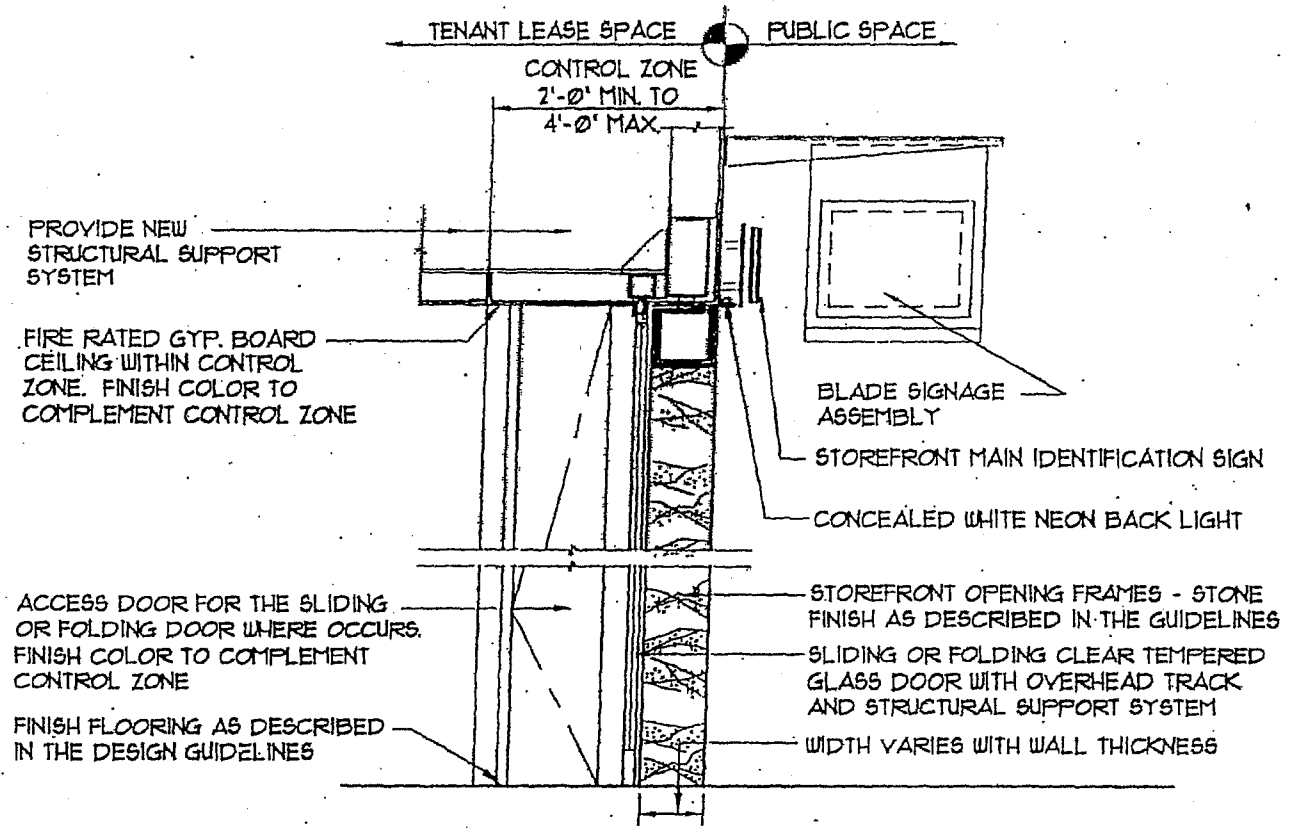 TENANT LEASE SPACE
PUBLIC SPACE
CONTROL ZONE
2'-0' MIN. TO
4'-0' MAX.
PROVIDE NEW
STRUCTURAL SUPPORT
SYSTEM
FIRE RATED GYP. BOARD
CEILING WITHIN CONTROL
ZONE. FINISH COLOR TO
COMPLEMENT CONTROL ZONE
BLADE SIGNAGE
ASSEMBLY
STOREFRONT MAIN IDENTIFICATION SIGN
CONCEALED WHITE NEON BACK LIGHT
ACCESS DOOR FOR THE SLIDING
OR FOLDING DOOR WHERE OCCURS.
FINISH COLOR TO COMPLEMENT
CONTROL ZONE
FINISH FLOORING AS DESCRIBED
IN THE DESIGN GUIDELINES
STOREFRONT OPENING FRAMES - STONE
FINISH AS DESCRIBED IN THE GUIDELINES
SLIDING OR FOLDING CLEAR TEMPERED
GLASS DOOR WITH OVERHEAD TRACK
AND STRUCTURAL SUPPORT SYSTEM
WIDTH VARIES WITH WALL THICKNESS